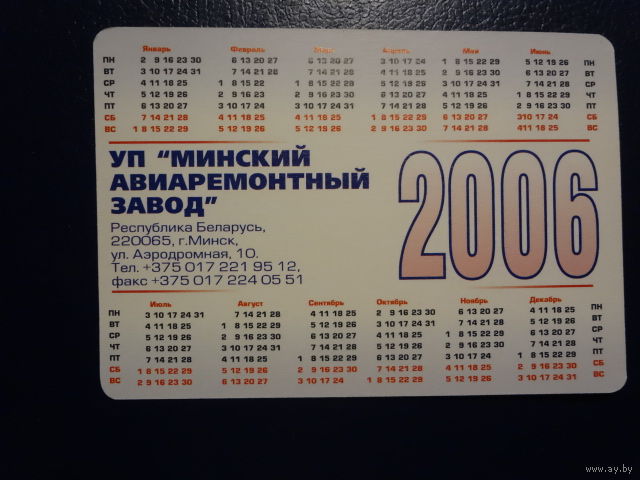 Январь Февраль Март Апрель Май Июнь
ПН 2 9 16 23 30 6 13 20 27 6 13 20 27 3 10 17 24 1 8 15 22 29 5 12 19 26 ПН
ВТ 3 10 17 24 31 7 14 21 28 7 14 21 28 4 11 18 25 2 9 16 23 30 6 13 20 27 ВТ
СР 4 11 18 25 1 8 15 22 1 8 15 22 29 5 12 19 26 3 10 17 24 31 7 14 21 28 СР
ЧТ 5 12 19 26 2 9 16 23 2 9 16 23 30 6 13 20 27 4 11 18 25 1 8 15 22 29 ЧТ
ПТ 6 13 20 27 3 10 17 24 3 10 17 24 31 7 14 21 28 5 12 19 26 2 9 16 23 30 ПТ
СБ 7 14 21 28 4 11 18 25 4 11 18 25 1 8 15 22 29 6 13 20 27 310 17 24 СБ
ВС 1 8 15 22 29 5 12 19 26 5 12 19 26 2 9 16 23 30 7 14 21 28 411 18 25 ВС
УП “МИНСКИЙ
АВИАРЕМОНТНЫЙ
ЗАВОД”
2006
Республика Беларусь,
220065, г.Минск,
ул. Аэродромная, 10.
Тел. +375 017 221 95 12,
факс +375 017 224 05 51
Июль Август Сентябрь Октябрь Ноябрь Декабрь
ПН 3 10 17 24 31 7 14 21 28 4 11 18 25 2 9 16 23 30 6 13 20 27 4 11 18 25 ПН
ВТ 4 11 18 25 1 8 15 22 29 5 12 19 26 3 10 17 24 31 7 14 21 28 5 12 19 26 ВТ
СР 5 12 19 26 2 9 16 23 30 6 13 20 27 4 11 18 25 1 8 15 22 29 6 13 20 27 СР
ЧТ 6 13 20 27 3 10 17 24 31 7 14 21 28 5 12 19 26 2 9 16 23 30 7 14 21 28 ЧТ
ПТ 7 14 21 28 4 11 18 25 1 8 15 22 29 6 13 20 27 3 10 17 24 1 8 15 22 29 ПТ
СБ 1 8 15 22 29 5 12 19 26 2 9 16 23 30 7 14 21 28 4 11 18 25 2 9 16 23 30 СБ
ВС 2 9 16 23 30 6 13 20 27 3 10 17 24 1 8 15 22 29 5 12 19 26 3 10 17 24 31 ВС
www.ay.by